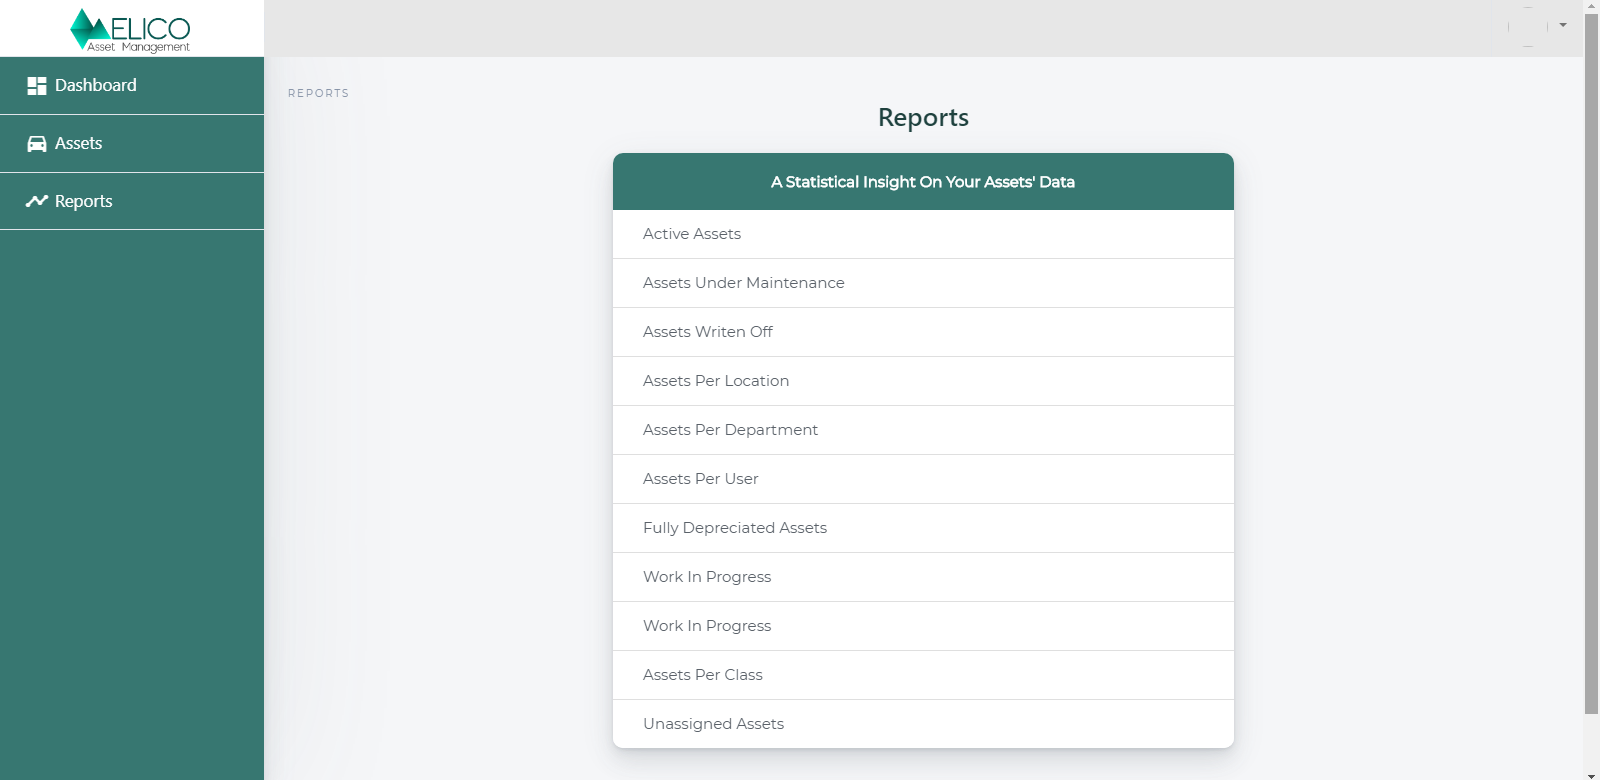 ELICO
Asset Management
Dashboard
Assets
Reports
REPORTS
Reports
A Statistical Insight On Your Assets' Data
Active Assets
Assets Under Maintenance
Assets Writen Off
Assets Per Location
Assets Per Department
Assets Per User
Fully Depreciated Assets
Work In Progress
Work In Progress
Assets Per Class
Unassigned Assets